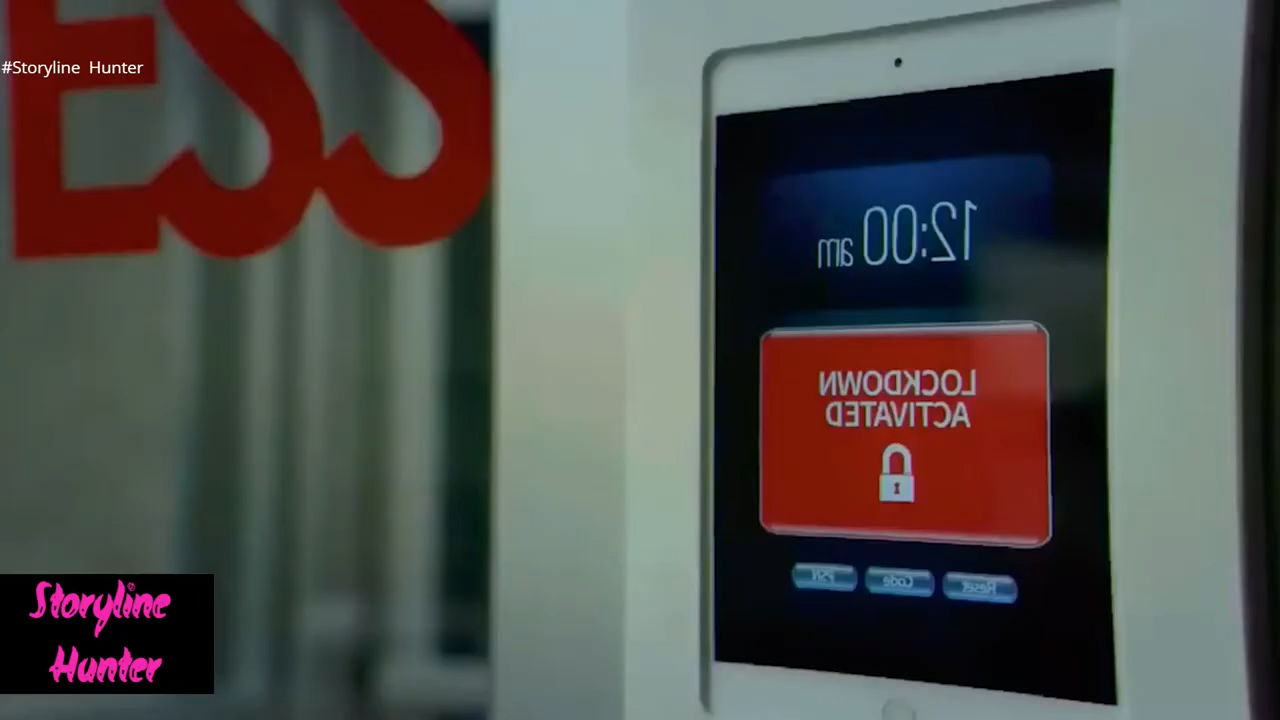 #Storyline Hunter
ESS
12:00 am
LOCKDOWN
ACTIVATED
Code
Reset
Storyline
Hunter